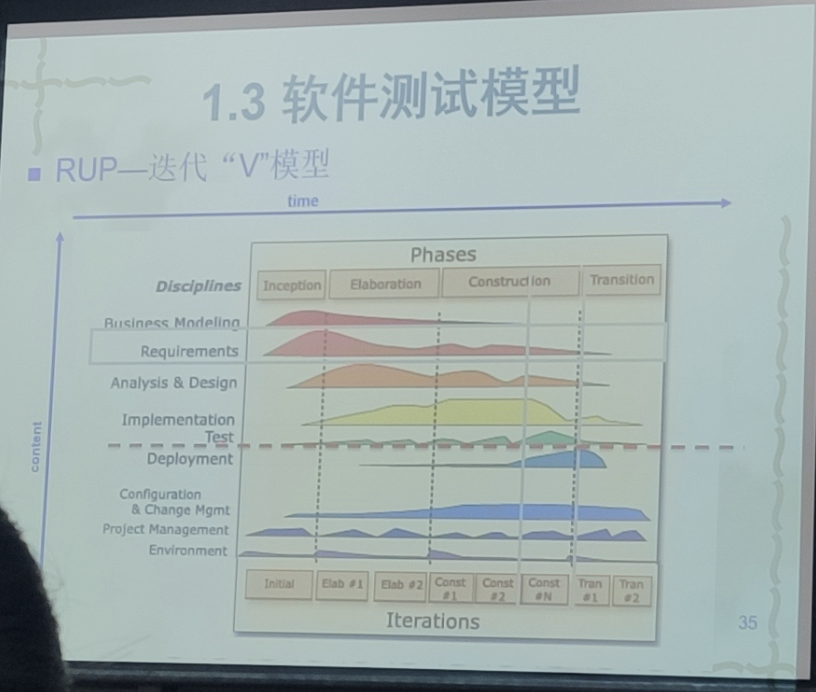 1.3 软件测试模型
RUP—迭代“V”模型
time
content
Phases
Disciplines
Inception
Elaboration
Construction
Transition
Business Modeling
Requirements
Analysis & Design
Implementation
Test
Deployment
Configuration
& Change Mgmt
Project Management
Environment
Initial
Elab #1
Elab #2
Const
#1
Const
#2
Const
#N
Tran
#1
Tran
#2
Iterations
35